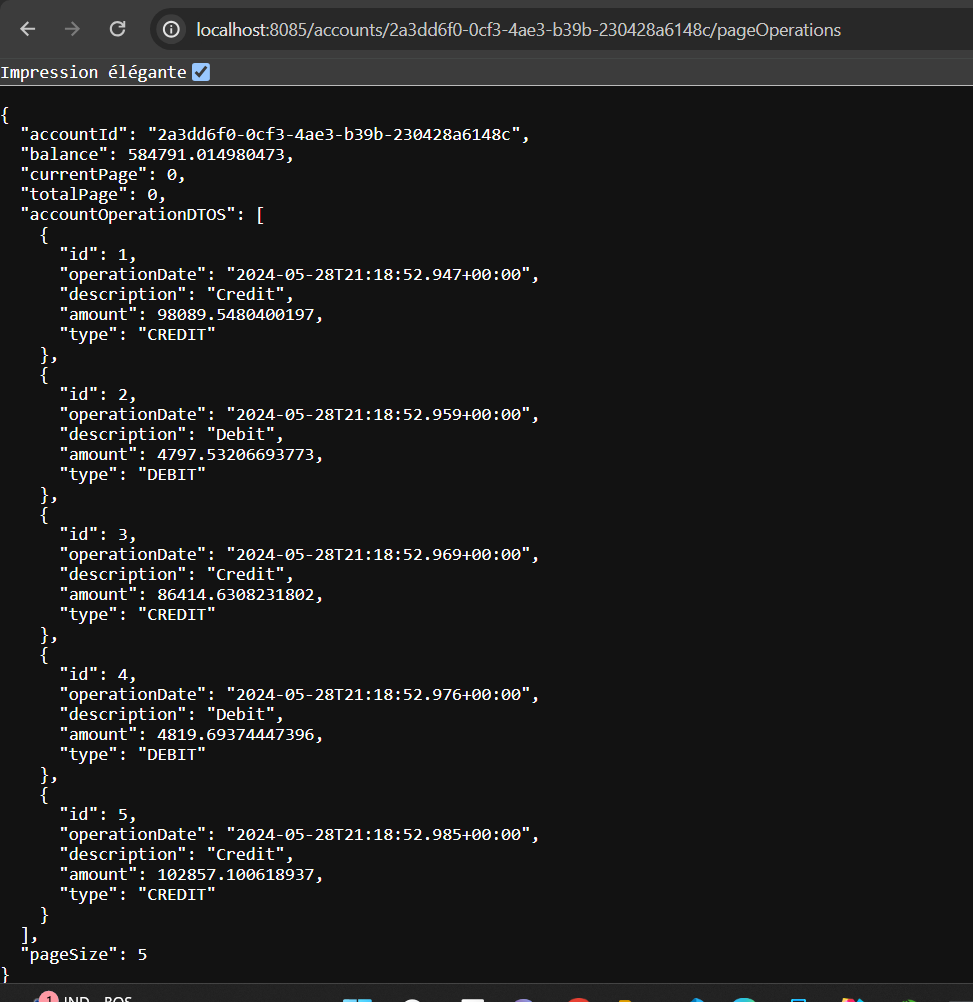 localhost:8085/accounts/2a3dd6f0-0cf3-4ae3-b39b-230428a6148c/pageOperations
Impression élégante
{
  "accountId": "2a3dd6f0-0cf3-4ae3-b39b-230428a6148c",
  "balance": 584791.014980473,
  "currentPage": 0,
  "totalPage": 0,
  "accountOperationDTOS": [
    {
      "id": 1,
      "operationDate": "2024-05-28T21:18:52.947+00:00",
      "description": "Credit",
      "amount": 98089.5480400197,
      "type": "CREDIT"
    },
    {
      "id": 2,
      "operationDate": "2024-05-28T21:18:52.959+00:00",
      "description": "Debit",
      "amount": 4797.53206693773,
      "type": "DEBIT"
    },
    {
      "id": 3,
      "operationDate": "2024-05-28T21:18:52.969+00:00",
      "description": "Credit",
      "amount": 86414.6308231802,
      "type": "CREDIT"
    },
    {
      "id": 4,
      "operationDate": "2024-05-28T21:18:52.976+00:00",
      "description": "Debit",
      "amount": 4819.69374447396,
      "type": "DEBIT"
    },
    {
      "id": 5,
      "operationDate": "2024-05-28T21:18:52.985+00:00",
      "description": "Credit",
      "amount": 102857.100618937,
      "type": "CREDIT"
    }
  ],
  "pageSize": 5
}
1 IND - BOS